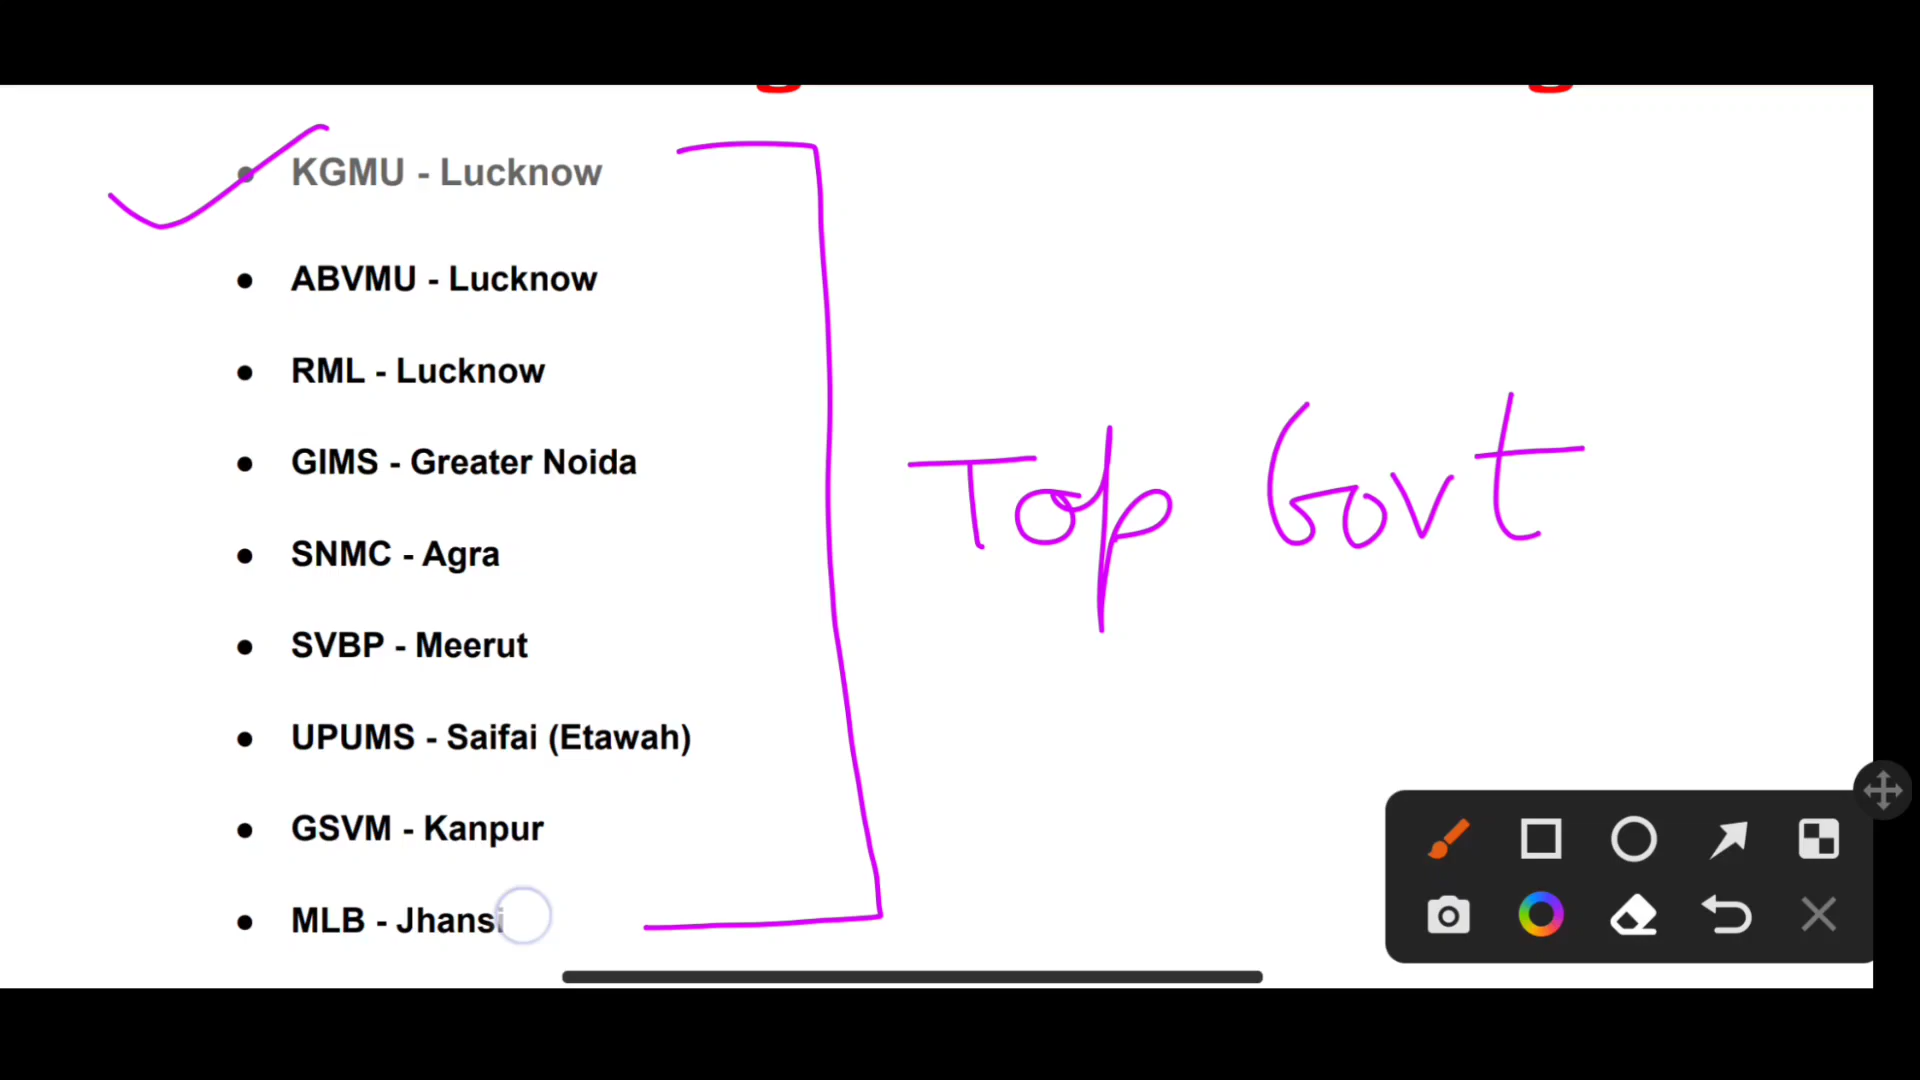 KGMU - Lucknow
ABVMU - Lucknow
RML - Lucknow
GIMS - Greater Noida
SNMC - Agra
SVBP - Meerut
UPUMS - Saifai (Etawah)
GSVM - Kanpur
MLB - Jhansi
Top Govt